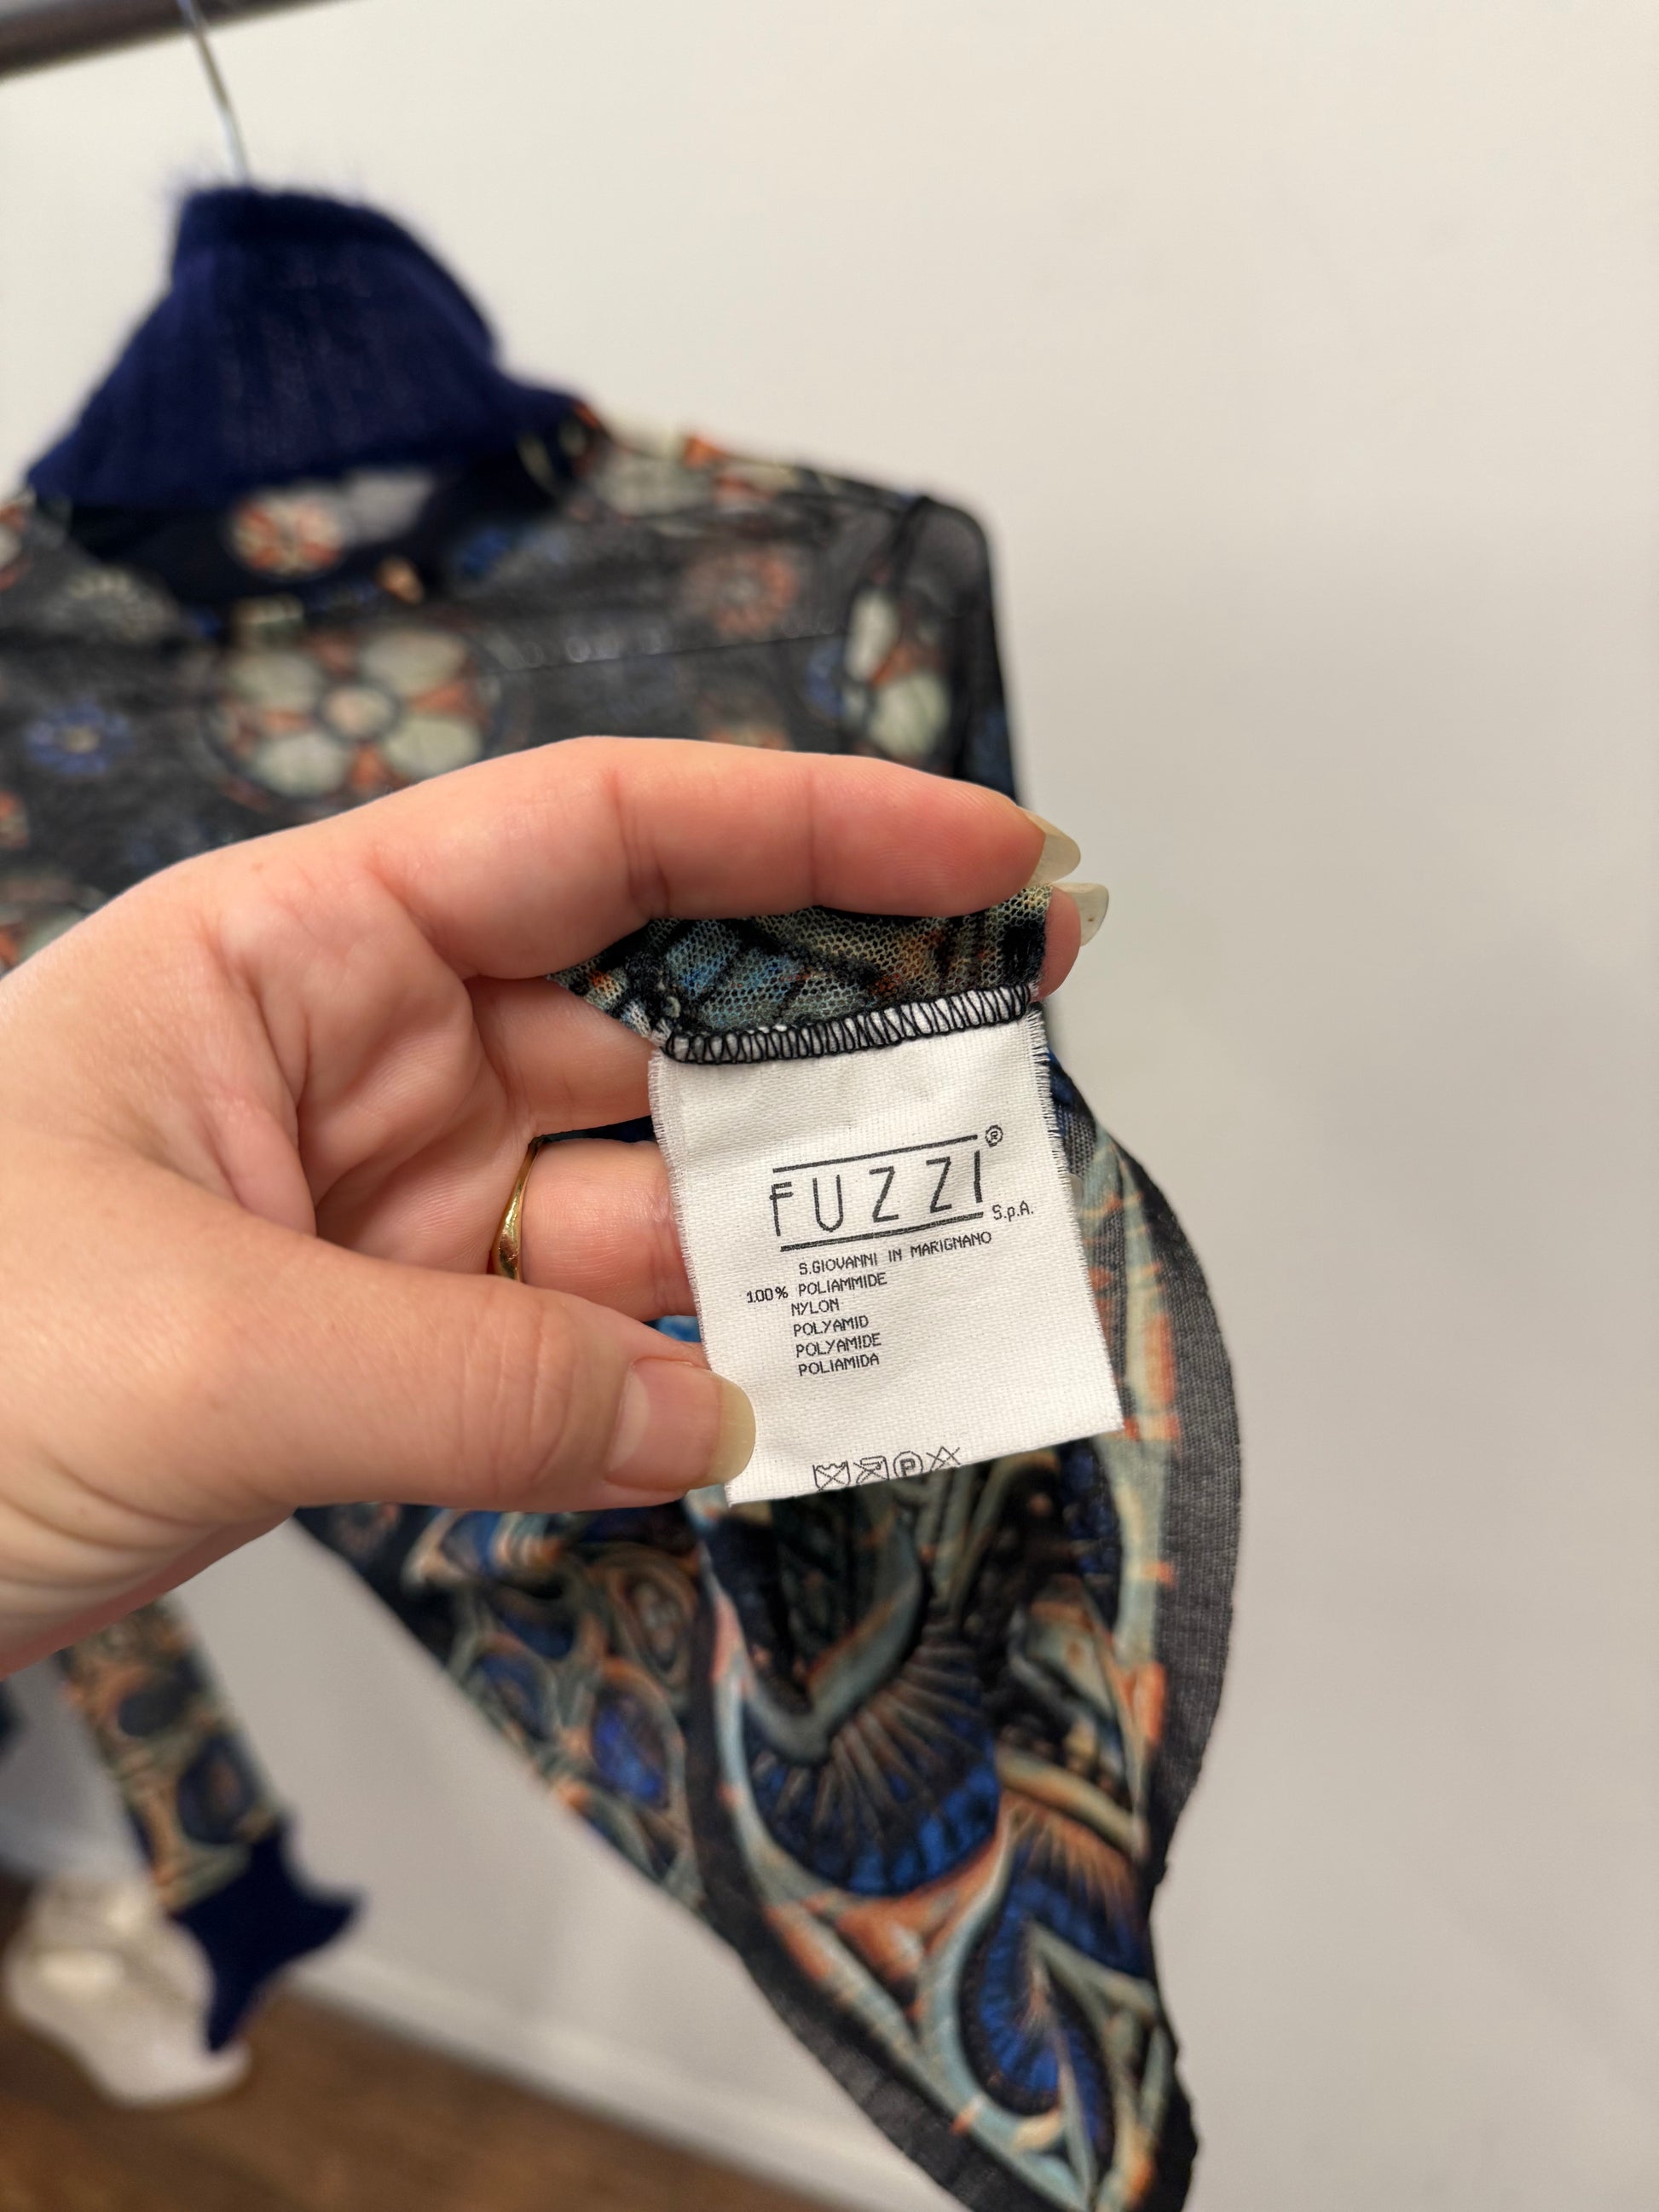 FUZZI®
S.p.A.
S.GIOVANNI IN MARIGNANO
100% POLIAMMIDE
NYLON
POLYAMID
POLYAMIDE
POLIAMIDA
P